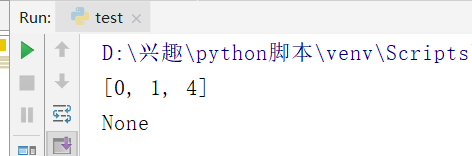 Run: test ×
D:\兴趣\python脚本\venv\Scripts
[0, 1, 4]
None